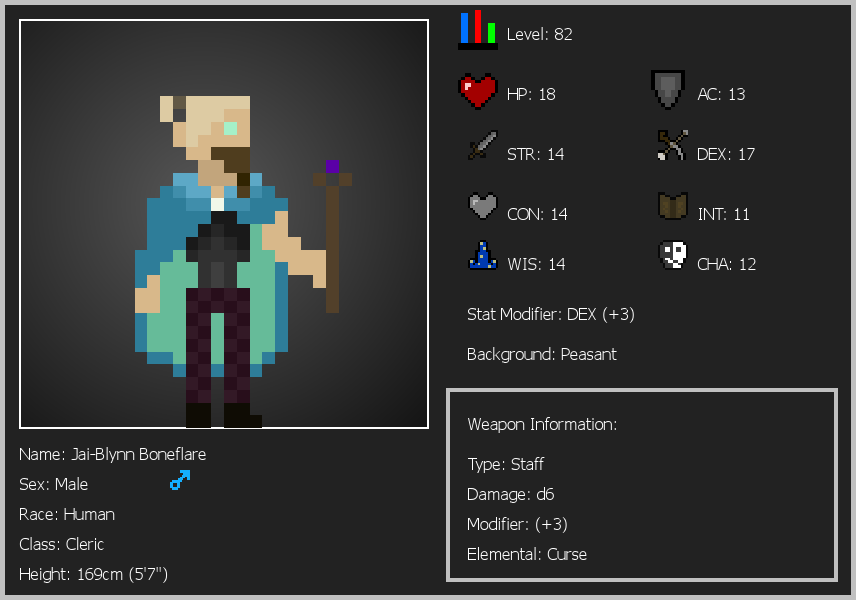 Level: 82
HP: 18
AC: 13
STR: 14
DEX: 17
CON: 14
INT: 11
WIS: 14
CHA: 12
Stat Modifier: DEX (+3)
Background: Peasant
Weapon Information:
Type: Staff
Damage: d6
Modifier: (+3)
Elemental: Curse
Name: Jai-Blynn Boneflare
Sex: Male
Race: Human
Class: Cleric
Height: 169cm (5'7")